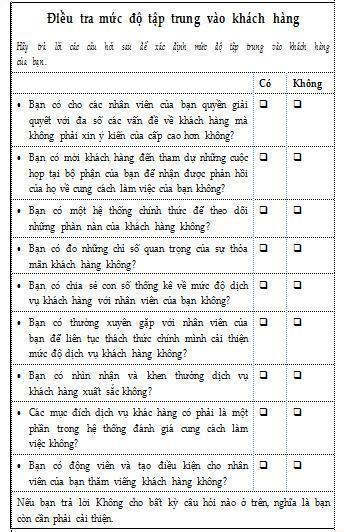 Điều tra mức độ tập trung vào khách hàng
Hãy trả lời các câu hỏi sau để xác định mức độ tập trung vào khách hàng
của bạn.
Có Không
• Bạn có cho các nhân viên của bạn quyền giải
quyết với đa số các vấn đề về khách hàng mà
không phải xin ý kiến của cấp cao hơn không?
• Bạn có mời khách hàng đến tham dự những cuộc
họp tại bộ phận của bạn để nhận được phản hồi
của họ về cung cách làm việc của bạn không?
• Bạn có một hệ thống chính thức để theo dõi
những phàn nàn của khách hàng không?
• Bạn có đo những chỉ số quan trọng của sự thỏa
mãn khách hàng không?
• Bạn có chia sẻ con số thống kê về mức độ dịch
vụ khách hàng với nhân viên của bạn không?
• Bạn có thường xuyên gặp với nhân viên của
bạn để liên tục thách thức chính mình cải thiện
mức độ dịch vụ khách hàng không?
• Bạn có nhìn nhận và khen thưởng dịch vụ
khách hàng xuất sắc không?
• Các mục đích dịch vụ khác hàng có phải là một
phần trong hệ thống đánh giá cung cách làm
việc không?
• Bạn có động viên và tạo điều kiện cho nhân
viên của bạn thăm viếng khách hàng không?
Nếu bạn trả lời Không cho bất kỳ câu hỏi nào ở trên, nghĩa là bạn
còn cần phải cải thiện.